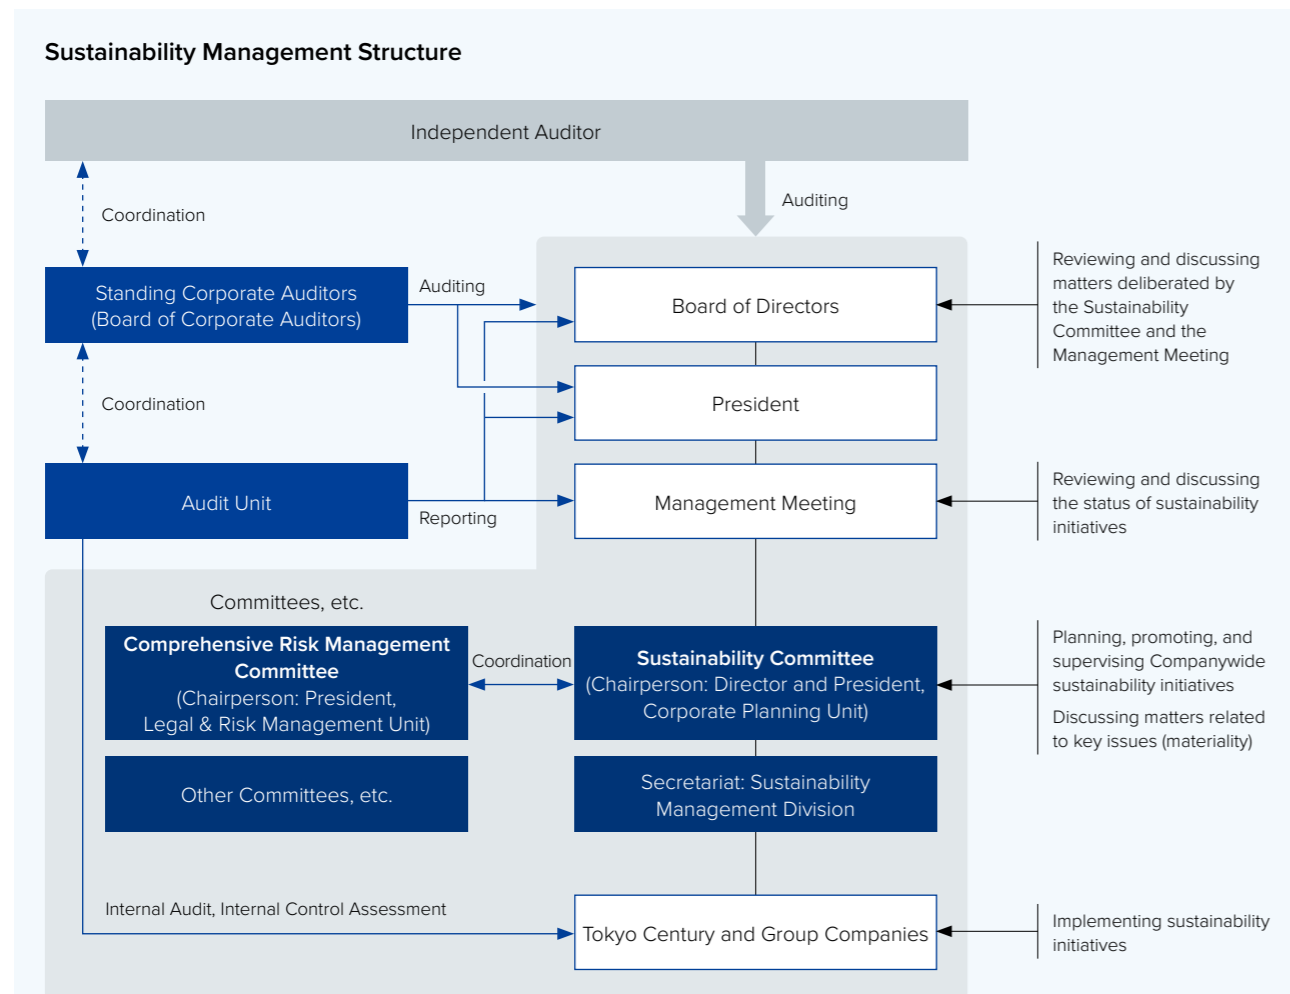 Sustainability Management Structure
Independent Auditor
Coordination
Auditing
Standing Corporate Auditors
(Board of Corporate Auditors)
Auditing
Board of Directors
Reviewing and discussing
matters deliberated by
the Sustainability
Committee and the
Management Meeting
Coordination
President
Audit Unit
Reporting
Management Meeting
Reviewing and discussing
the status of sustainability
initiatives
Committees, etc.
Comprehensive Risk Management
Committee
(Chairperson: President,
Legal & Risk Management Unit)
Coordination
Sustainability Committee
(Chairperson: Director and President,
Corporate Planning Unit)
Planning, promoting, and
supervising Companywide
sustainability initiatives
Discussing matters related
to key issues (materiality)
Other Committees, etc.
Secretariat: Sustainability
Management Division
Internal Audit, Internal Control Assessment
Tokyo Century and Group Companies
Implementing sustainability
initiatives